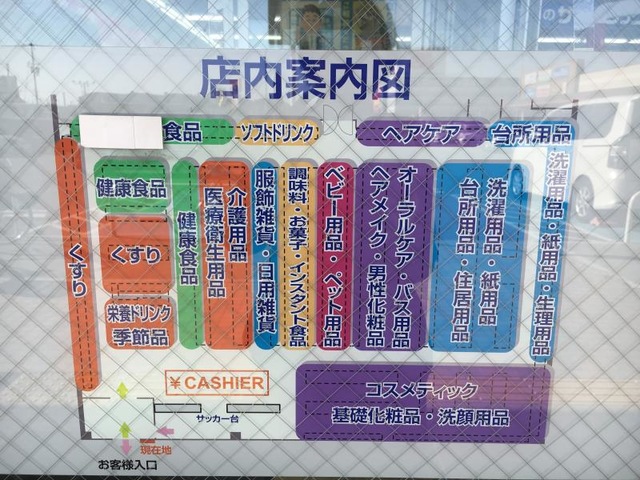 店内案内図
食品
ソフトドリンク
ヘアケア
台所用品
くすり
健康食品
くすり
栄養ドリンク
季節品
健康食品
介護用品
医療衛生用品
服飾雑貨・日用雑貨
調味料・お菓子・インスタント食品
ベビー用品・ペット用品
オーラルケア・バス用品
ヘアメイク・男性化粧品
洗濯用品・紙用品
台所用品・住居用品
洗濯用品・紙用品・生理用品
¥CASHIER
サッカー台
コスメティック
基礎化粧品・洗顔用品
現在地
お客様入口